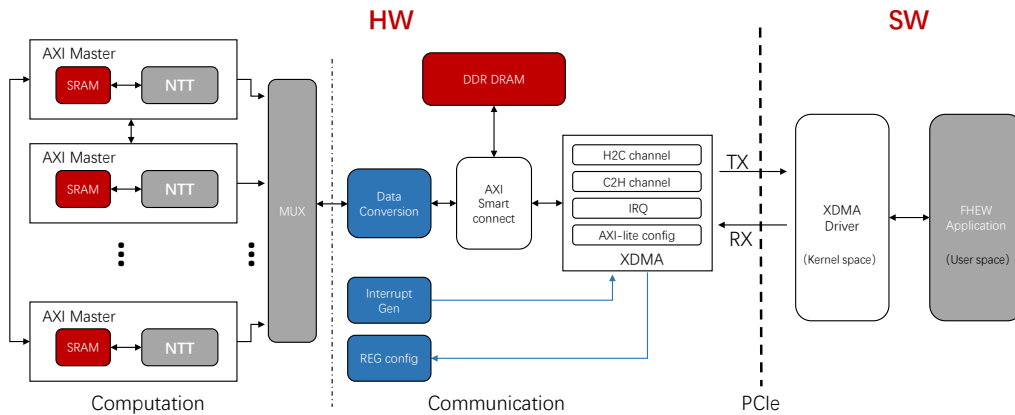 HW
SW
AXI Master
SRAM
NTT
AXI Master
SRAM
NTT
AXI Master
SRAM
NTT
MUX
DDR DRAM
Data
Conversion
AXI
Smart
connect
H2C channel
C2H channel
IRQ
AXI-lite config
XDMA
Interrupt
Gen
REG config
TX
RX
XDMA
Driver
(Kernel space)
FHEW
Application
(User space)
Computation
Communication
PCIe